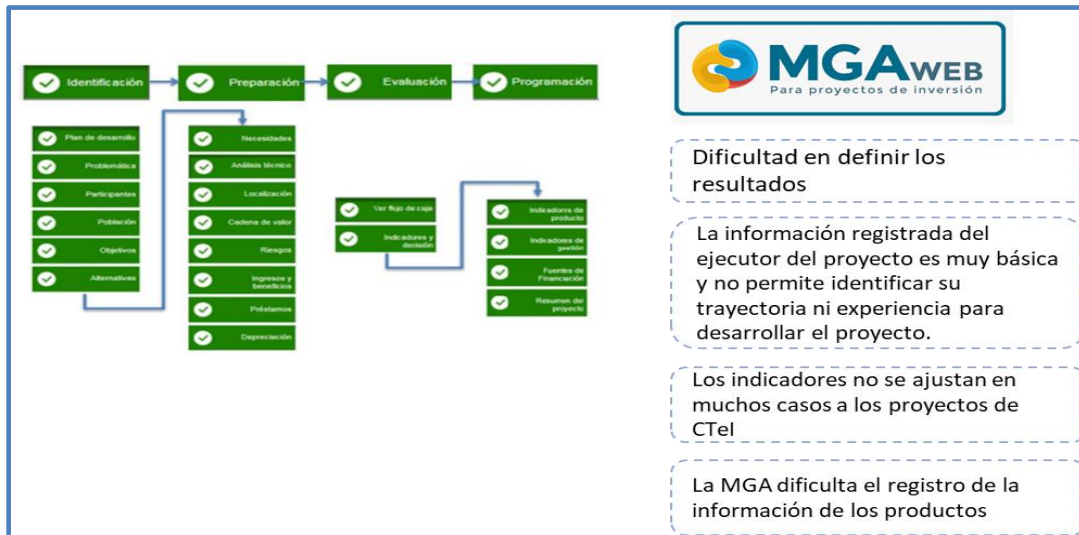 Identificación
Preparación
Evaluación
Programación
Plan de desarrollo
Problemática
Participantes
Población
Objetivos
Alternativas
Necesidades
Análisis técnico
Localización
Cadena de valor
Riesgos
Ingresos y
beneficios
Préstamos
Depreciación
Ver flujo de caja
Indicadores y
decisión
Indicadores de
producto
Indicadores de
gestión
Fuentes de
Financiación
Resumen del
proyecto
MGAWEB
Para proyectos de inversión
Dificultad en definir los
resultados
La información registrada del
ejecutor del proyecto es muy básica
y no permite identificar su
trayectoria ni experiencia para
desarrollar el proyecto.
Los indicadores no se ajustan en
muchos casos a los proyectos de
CTeI
La MGA dificulta el registro de la
información de los productos